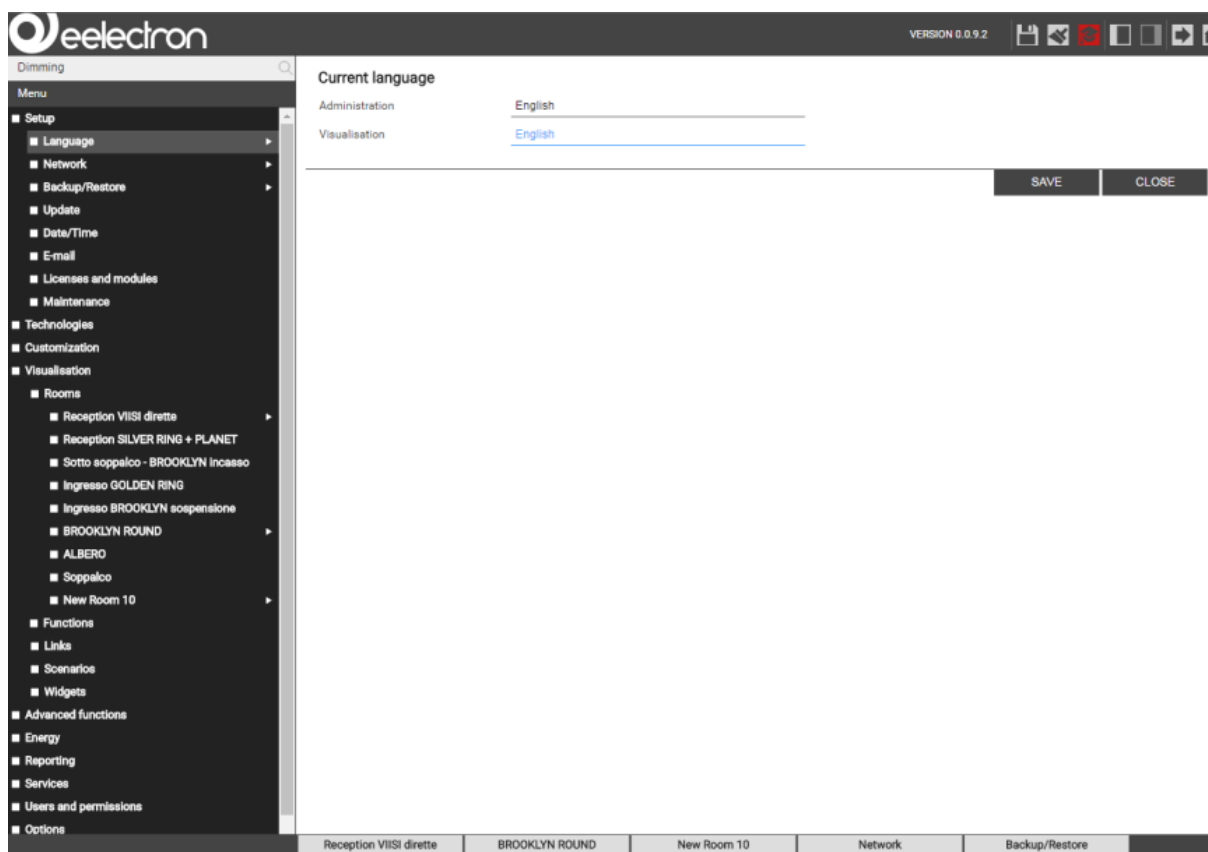 eelectron
VERSION 0.0.9.2
Dimming
Menu
Setup
Language
Network
Backup/Restore
Update
Date/Time
E-mail
Licenses and modules
Maintenance
Technologies
Customization
Visualisation
Rooms
Reception VIISI dirette
Reception SILVER RING + PLANET
Sotto soppalco - BROOKLYN incasso
Ingresso GOLDEN RING
Ingresso BROOKLYN sospensione
BROOKLYN ROUND
ALBERO
Soppalco
New Room 10
Functions
Links
Scenarios
Widgets
Advanced functions
Energy
Reporting
Services
Users and permissions
Options
Current language
Administration English
Visualisation English
SAVE CLOSE
Reception VIISI dirette BROOKLYN ROUND New Room 10 Network Backup/Restore